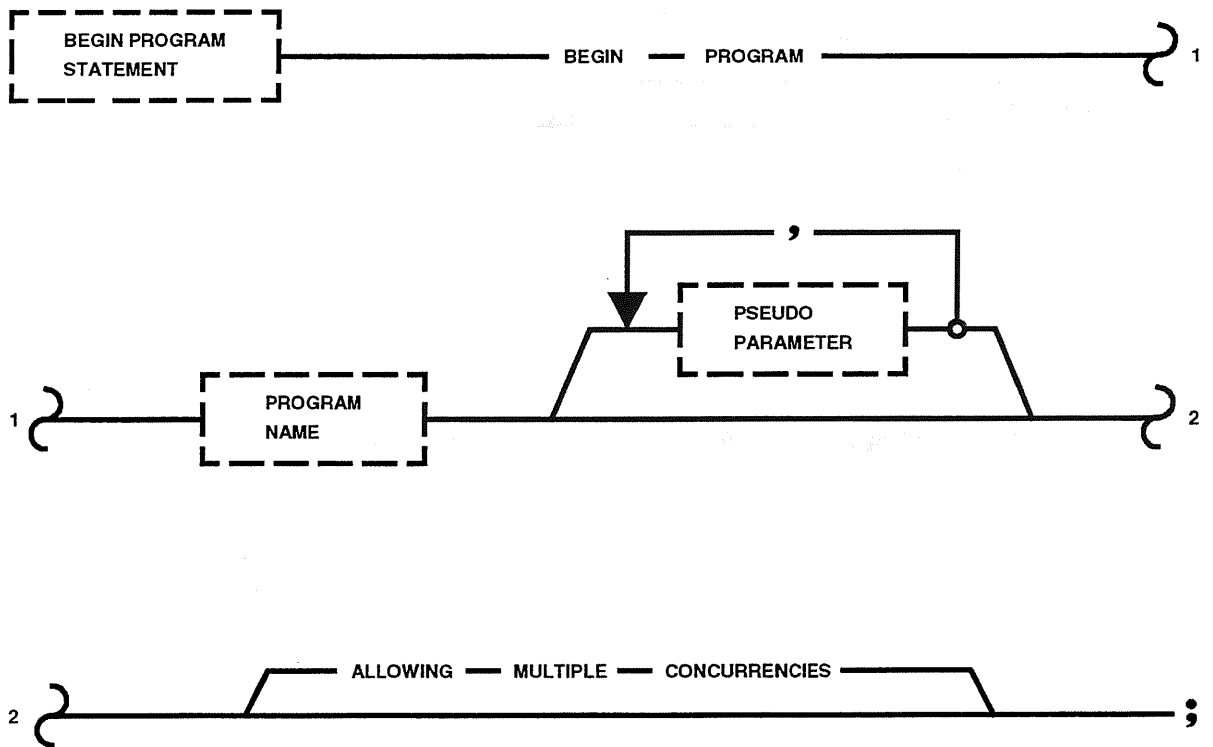 BEGIN PROGRAM
STATEMENT
BEGIN PROGRAM
1
,
PSEUDO
PARAMETER
1
PROGRAM
NAME
2
ALLOWING MULTIPLE CONCURRENCIES
2
;